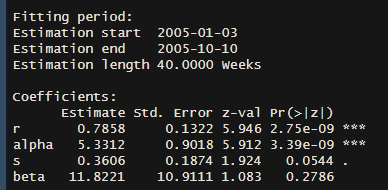 Fitting period:
Estimation start  2005-01-03
Estimation end    2005-10-10
Estimation length 40.0000 Weeks

Coefficients:
      Estimate Std. Error z-val Pr(>|z|)
r       0.7858     0.1322 5.946 2.75e-09 ***
alpha   5.3312     0.9018 5.912 3.39e-09 ***
s       0.3606     0.1874 1.924   0.0544 .
beta   11.8221    10.9111 1.083   0.2786